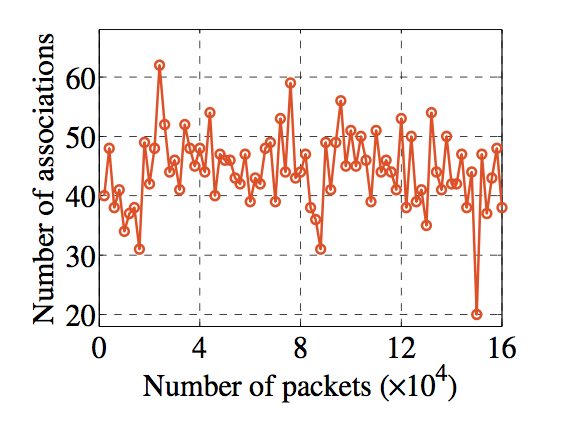 Number of associations
60
50
40
30
20
0 4 8 12 16
Number of packets (×10⁴)